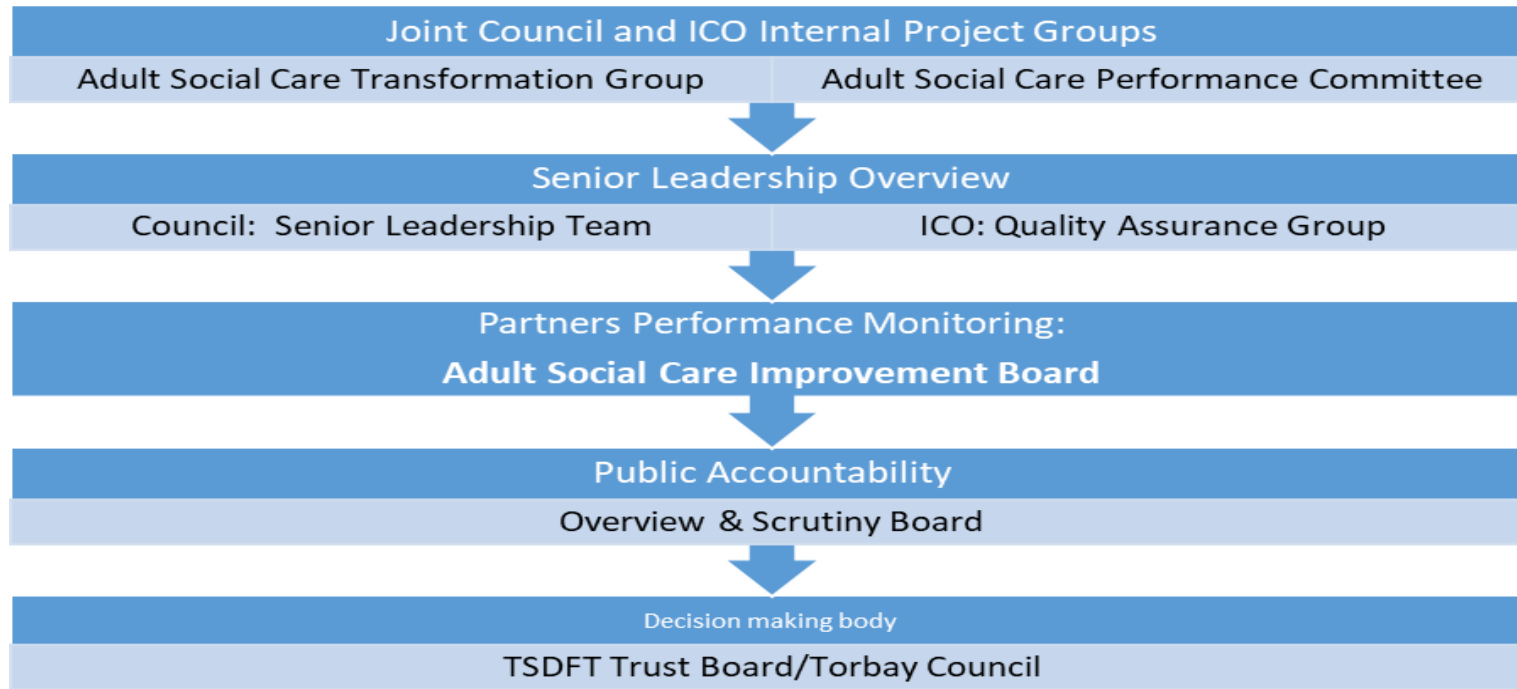 Joint Council and ICO Internal Project Groups
Adult Social Care Transformation Group
Adult Social Care Performance Committee
Senior Leadership Overview
Council: Senior Leadership Team
ICO: Quality Assurance Group
Partners Performance Monitoring:
Adult Social Care Improvement Board
Public Accountability
Overview & Scrutiny Board
Decision making body
TSDFT Trust Board/Torbay Council